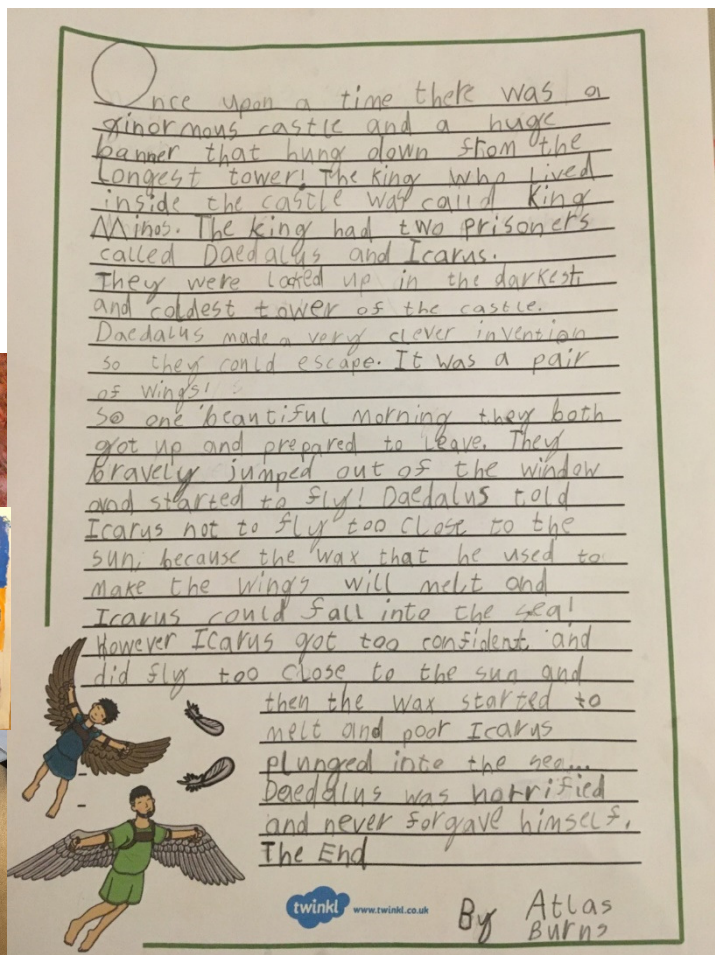 Once upon a time there was a
ginormous castle and a huge
banner that hung down from the
Longest tower! The king who lived
inside the castle was calld King
Minos. The king had two prisoners
called Daedalus and Icarus.
They were locked up in the darkest,
and coldest tower of the castle.
Daedalus made a very clever invention
so they could escape. It was a pair
of wings!
So one beautiful morning they both
got up and prepared to leave. They
bravely jumped out of the window
and started to fly! Daedalus told
Icarus not to fly too close to the
sun, because the wax that he used to
make the wings will melt and
Icarus could fall into the sea!
However Icarus got too confident, and
did fly too close to the sun and
then the wax started to
melt and poor Icarus
plunged into the sea...
Daedalus was horrified
and never forgave himself.
The End
twinkl www.twinkl.co.uk
By Atlas
Burns